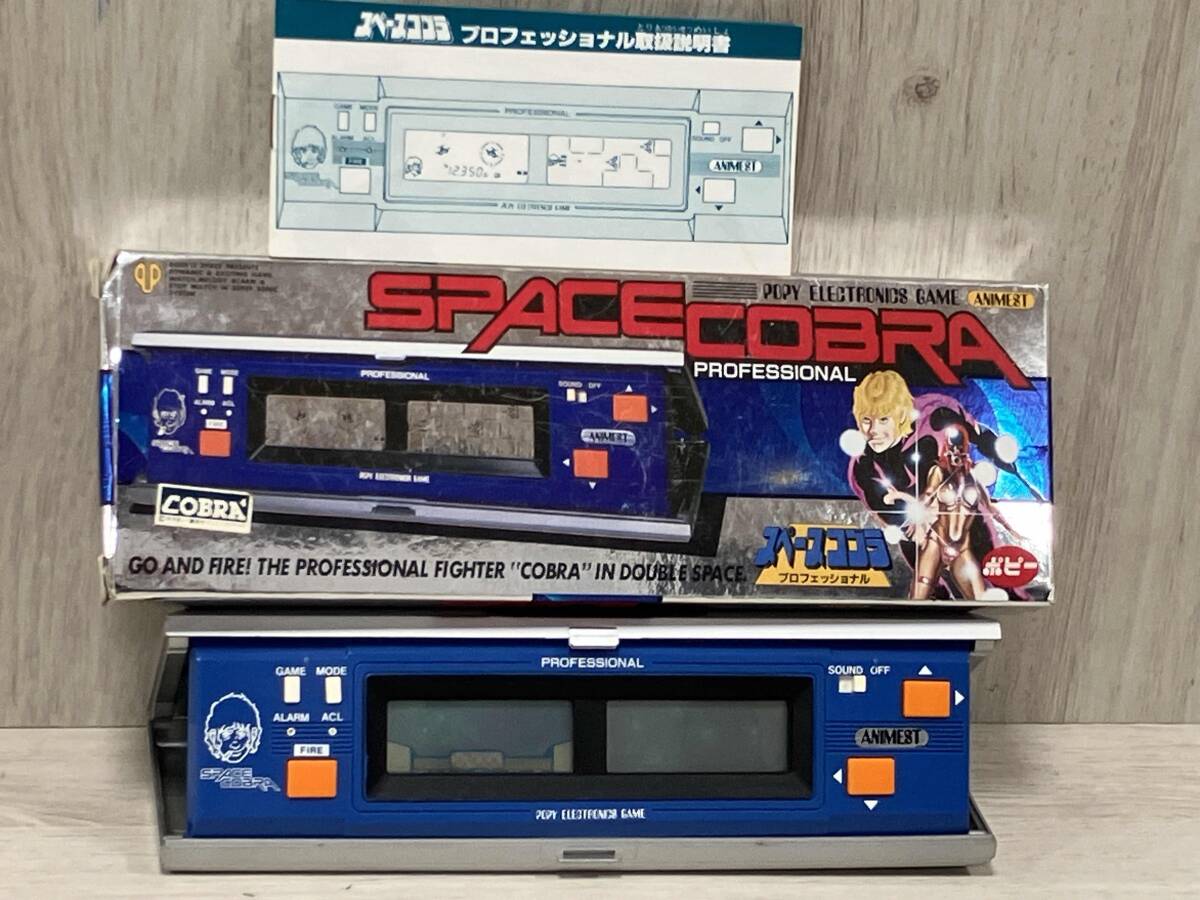 スペースコブラ プロフェッショナル取扱説明書
とりあつかいせつめいしょ
PROFESSIONAL
GAME MODE
ALARM ACL
FIRE
SOUND OFF
ANIMEST
12350
POPY ELECTRONICS GAME
SPACE COBRA
POPY ELECTRONICS GAME ANIMEST
PROFESSIONAL
PROFESSIONAL
GAME MODE
ALARM ACL
FIRE
SOUND OFF
ANIMEST
POPY ELECTRONICS GAME
COBRA
スペースコブラ
プロフェッショナル
ポピー
GO AND FIRE! THE PROFESSIONAL FIGHTER "COBRA" IN DOUBLE SPACE.
PROFESSIONAL
GAME MODE
ALARM ACL
FIRE
SPACE COBRA
SOUND OFF
ANIMEST
POPY ELECTRONICS GAME